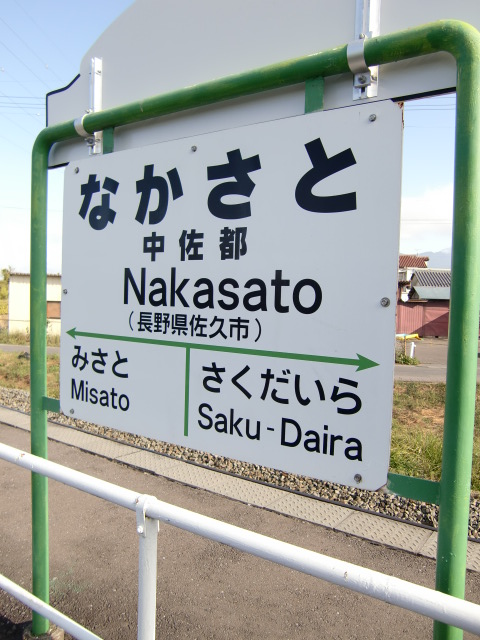 なかさと
中佐都
Nakasato
（長野県佐久市）
みさと
Misato
さくだいら
Saku-Daira